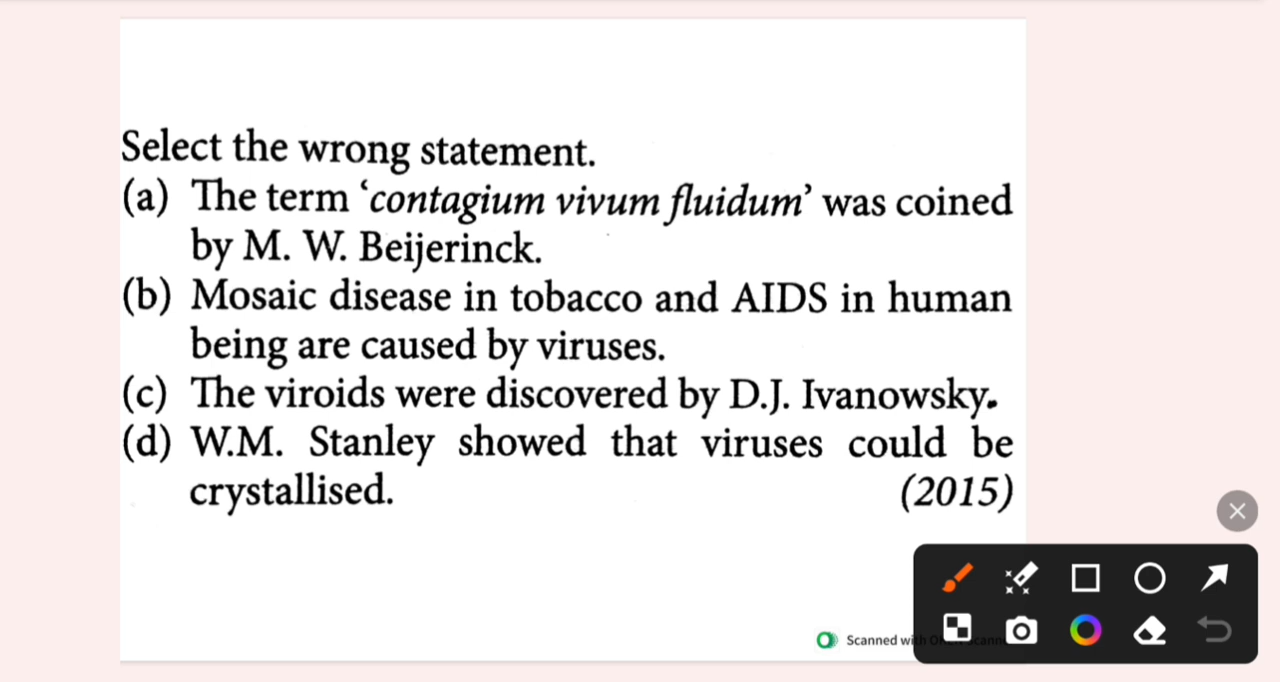 Select the wrong statement.
(a) The term ‘contagium vivum fluidum’ was coined
by M. W. Beijerinck.
(b) Mosaic disease in tobacco and AIDS in human
being are caused by viruses.
(c) The viroids were discovered by D.J. Ivanowsky.
(d) W.M. Stanley showed that viruses could be
crystallised. (2015)
Scanned with